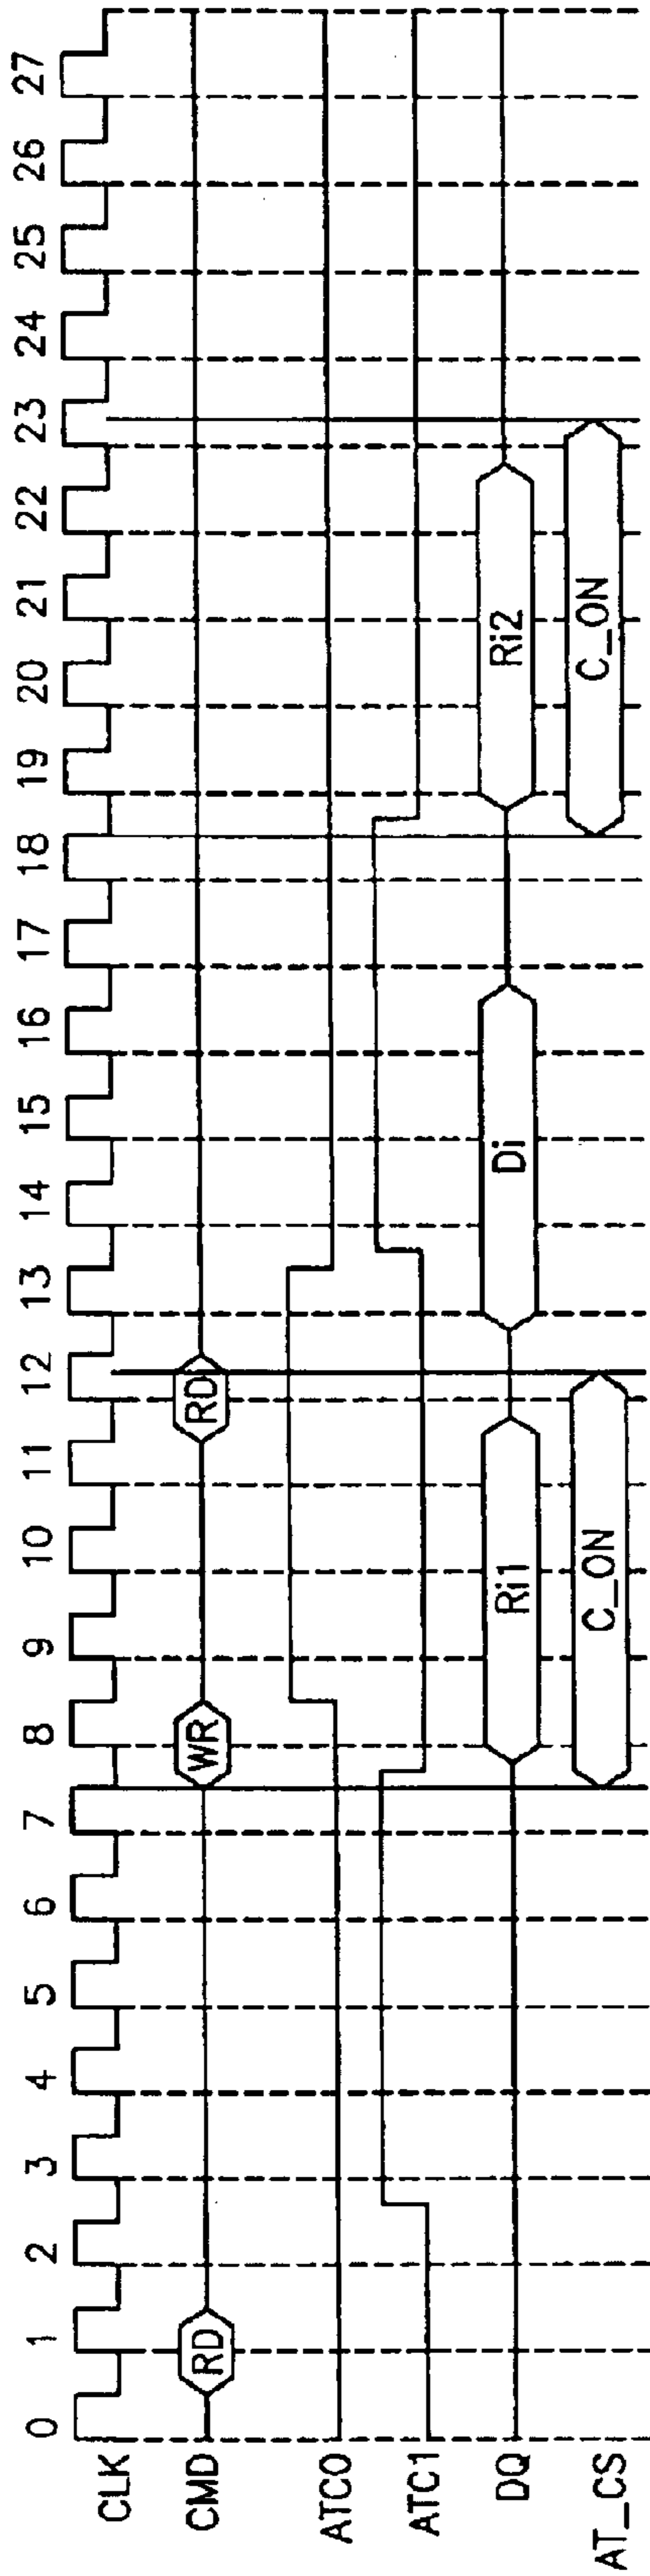 0 1 2 3 4 5 6 7 8 9 10 11 12 13 14 15 16 17 18 19 20 21 22 23 24 25 26 27
CLK
CMD RD WR RD
ATC0
ATC1
DQ Ri1 Di Ri2
AT_CS C_ON C_ON